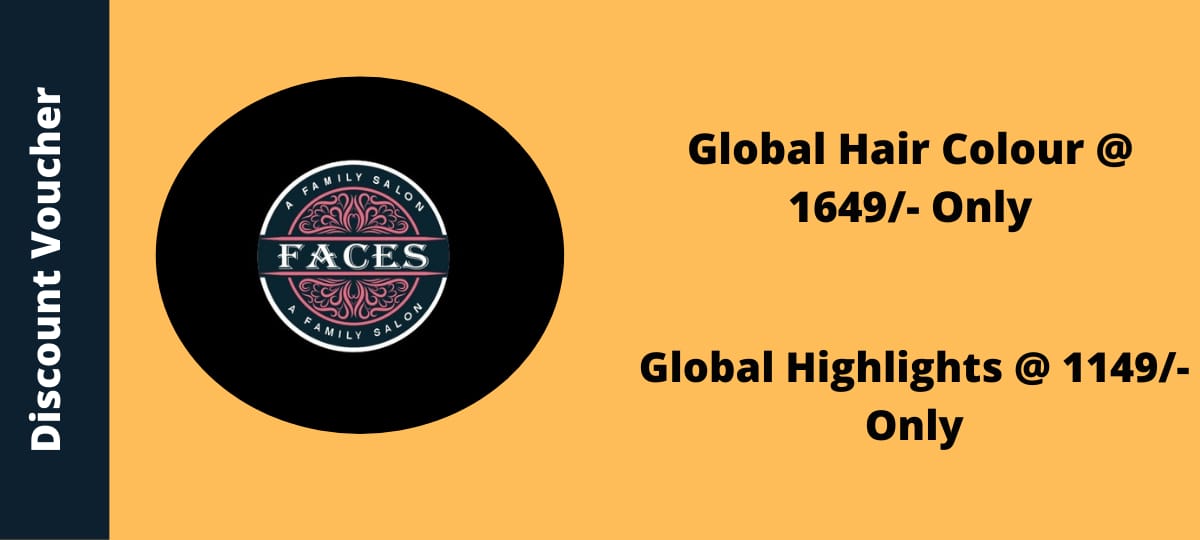 Discount Voucher
A FAMILY SALON
FACES
A FAMILY SALON
Global Hair Colour @
1649/- Only
Global Highlights @ 1149/-
Only